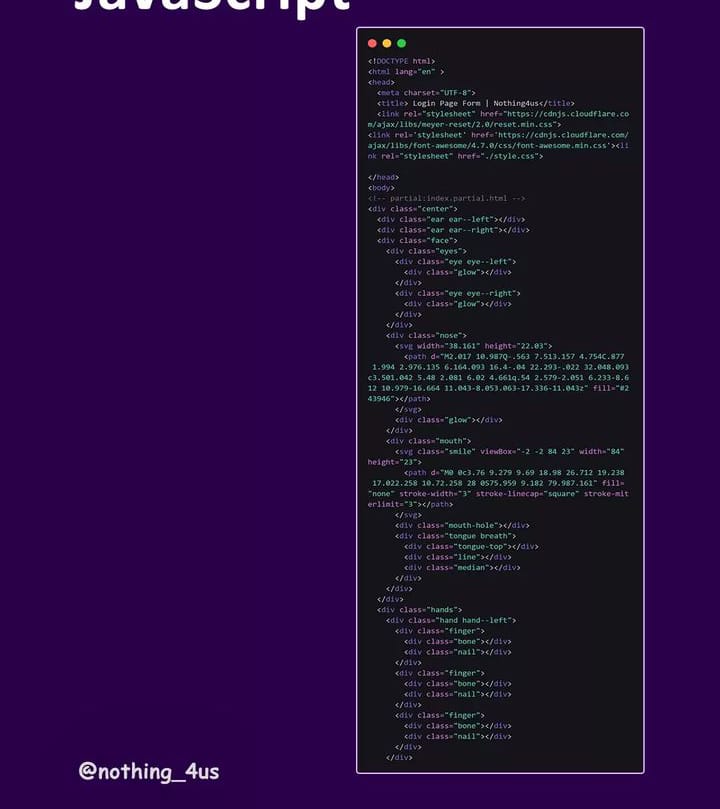 JavaScript
<!DOCTYPE html>
<html lang="en" >
<head>
<meta charset="UTF-8">
<title> Login Page Form | Nothing4us</title>
<link rel="stylesheet" href="https://cdnjs.cloudflare.co
m/ajax/libs/meyer-reset/2.0/reset.min.css">
<link rel='stylesheet' href='https://cdnjs.cloudflare.com/
ajax/libs/font-awesome/4.7.0/css/font-awesome.min.css'><li
nk rel="stylesheet" href="./style.css">
</head>
<body>
<!-- partial:index.partial.html -->
<div class="center">
<div class="ear ear--left"></div>
<div class="ear ear--right"></div>
<div class="face">
<div class="eyes">
<div class="eye eye--left">
<div class="glow"></div>
</div>
<div class="eye eye--right">
<div class="glow"></div>
</div>
</div>
<div class="nose">
<svg width="38.161" height="22.03">
<path d="M2.017 10.987Q-.563 7.513.157 4.754C.877
1.994 2.976.135 6.164.093 16.4-.04 22.293-.022 32.048.093
c3.501.042 5.48 2.081 6.02 4.661q.54 2.579-2.051 6.233-8.6
12 10.979-16.664 11.043-8.053.063-17.336-11.043z" fill="#2
43946"></path>
</svg>
<div class="glow"></div>
</div>
<div class="mouth">
<svg class="smile" viewBox="-2 -2 84 23" width="84"
height="23">
<path d="M0 0c3.76 9.279 9.69 18.98 26.712 19.238
17.022.258 10.72.258 28 0S75.959 9.182 79.987.161" fill=
"none" stroke-width="3" stroke-linecap="square" stroke-mit
erlimit="3"></path>
</svg>
<div class="mouth-hole"></div>
<div class="tongue breath">
<div class="tongue-top"></div>
<div class="line"></div>
<div class="median"></div>
</div>
</div>
</div>
<div class="hands">
<div class="hand hand--left">
<div class="finger">
<div class="bone"></div>
<div class="nail"></div>
</div>
<div class="finger">
<div class="bone"></div>
<div class="nail"></div>
</div>
<div class="finger">
<div class="bone"></div>
<div class="nail"></div>
</div>
</div>
@nothing_4us